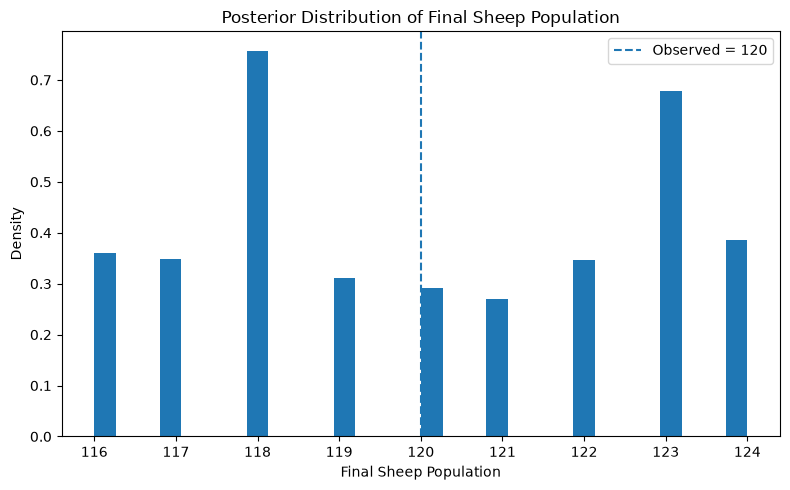 Posterior Distribution of Final Sheep Population
Observed = 120
Density
0.7
0.6
0.5
0.4
0.3
0.2
0.1
0.0
116 117 118 119 120 121 122 123 124
Final Sheep Population